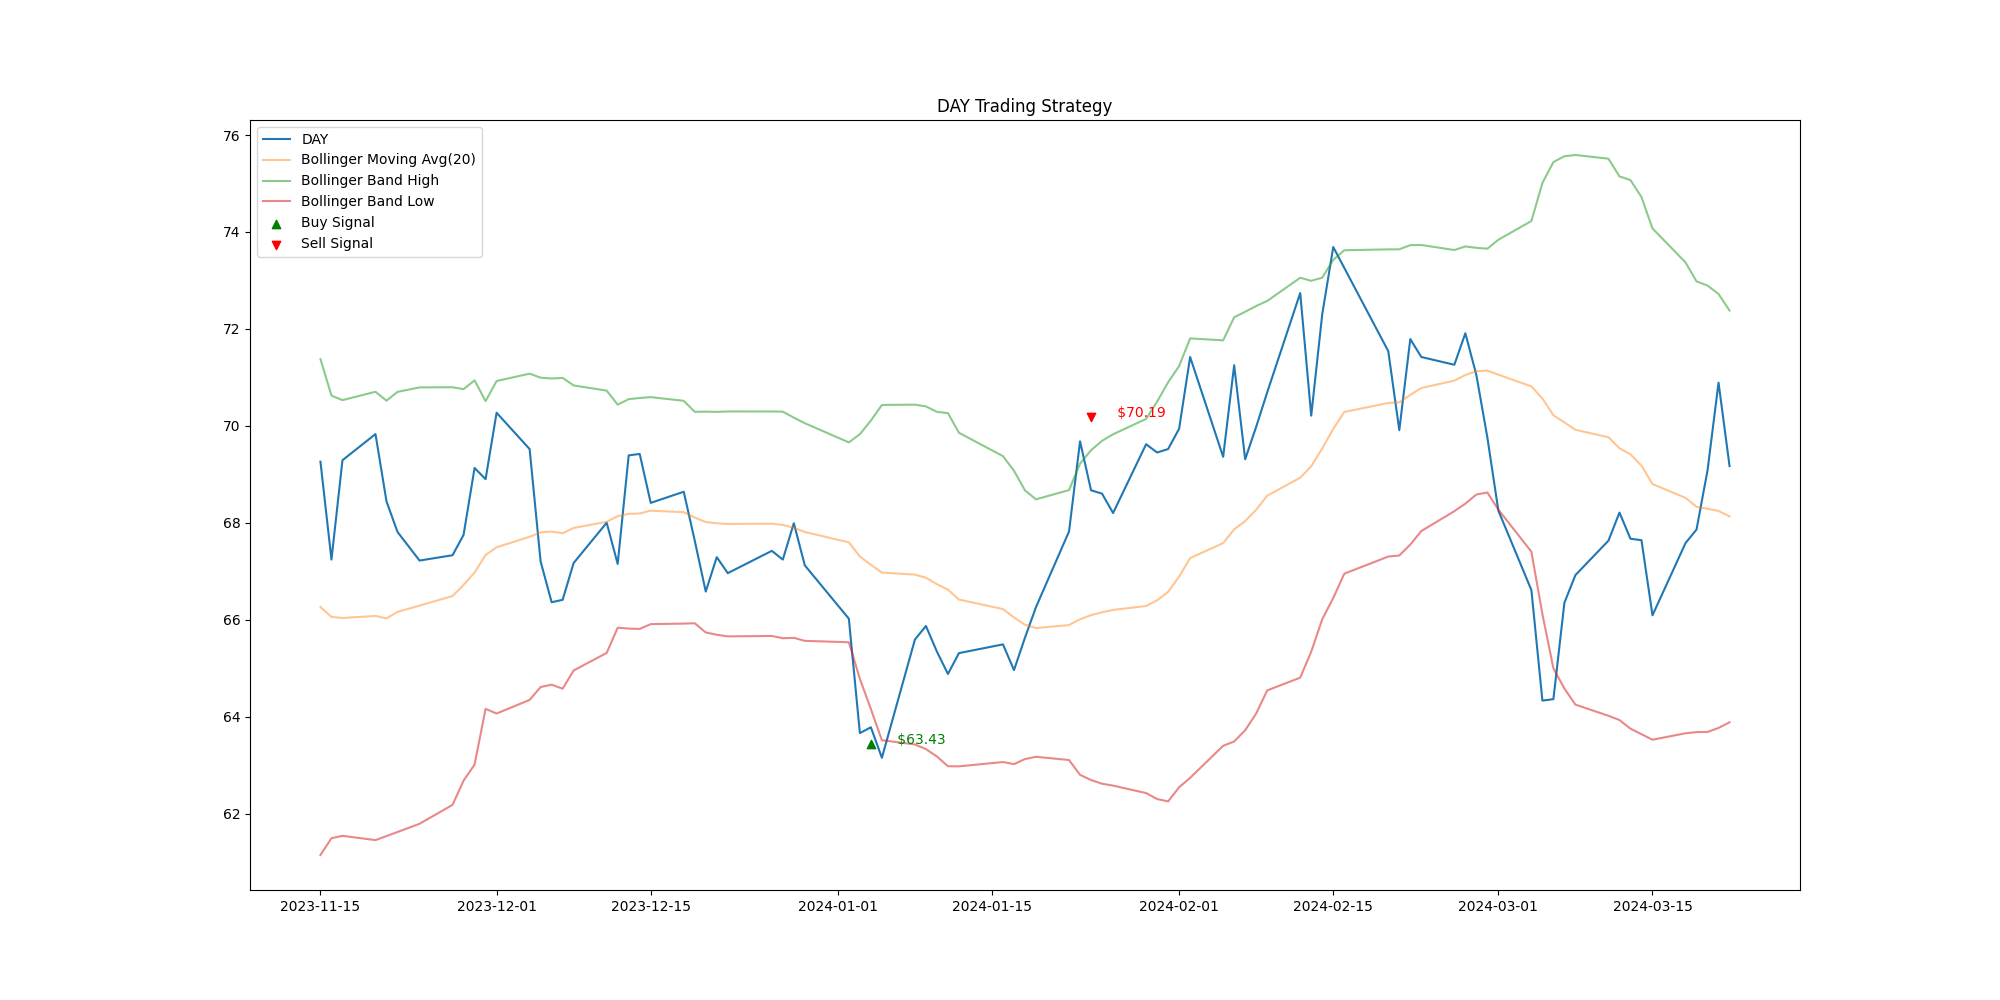 DAY Trading Strategy
76
74
72
70
68
66
64
62
DAY
Bollinger Moving Avg(20)
Bollinger Band High
Bollinger Band Low
Buy Signal
Sell Signal
$70.19
$63.43
2023-11-15 2023-12-01 2023-12-15 2024-01-01 2024-01-15 2024-02-01 2024-02-15 2024-03-01 2024-03-15